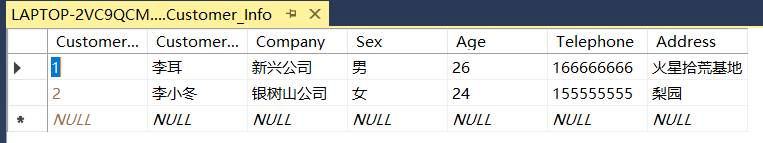 LAPTOP-2VC9QCM....Customer_Info
Customer... Customer... Company Sex Age Telephone Address
1 李耳 新兴公司 男 26 166666666 火星拾荒基地
2 李小冬 银树山公司 女 24 155555555 梨园
NULL NULL NULL NULL NULL NULL NULL